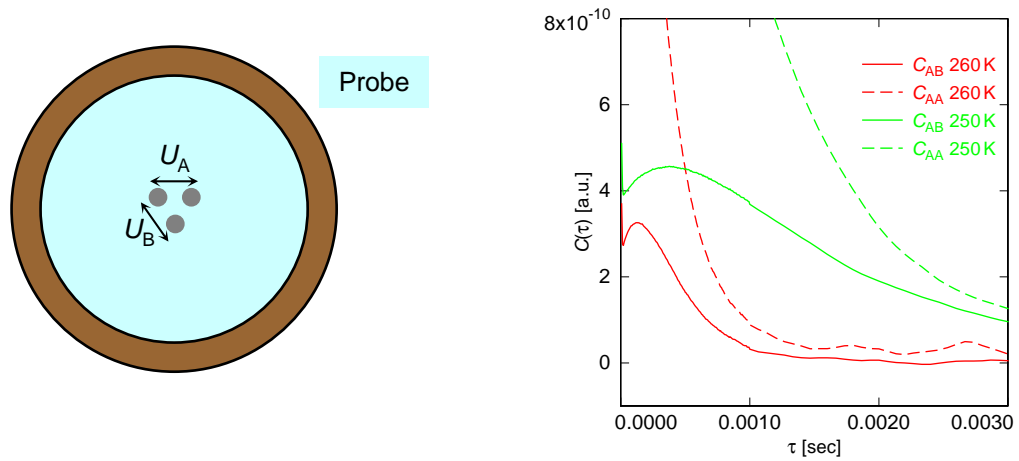 Probe
U_A
U_B
8x10^-10
6
4
2
0
C(τ) [a.u.]
C_AB 260 K
C_AA 260 K
C_AB 250 K
C_AA 250 K
0.0000 0.0010 0.0020 0.0030
τ [sec]